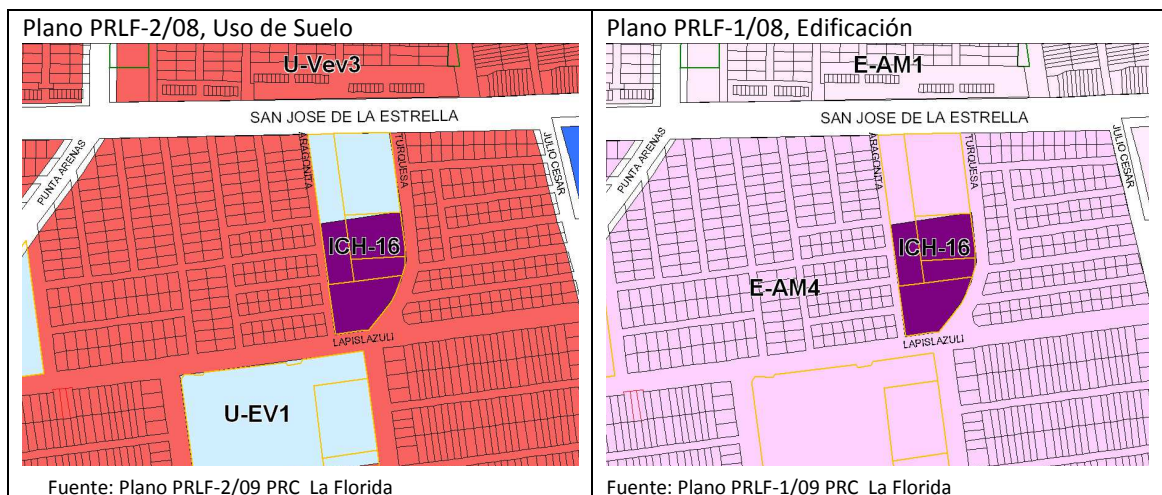 Plano PRLF-2/08, Uso de Suelo
U-Vev3
SAN JOSE DE LA ESTRELLA
PUNTA ARENAS
ARAGONITA
TURQUESA
JULIO CESAR
ICH-16
LAPISLAZULI
U-EV1
Fuente: Plano PRLF-2/09 PRC La Florida
Plano PRLF-1/08, Edificación
E-AM1
SAN JOSE DE LA ESTRELLA
PUNTA ARENAS
ARAGONITA
TURQUESA
JULIO CESAR
ICH-16
E-AM4
LAPISLAZULI
Fuente: Plano PRLF-1/09 PRC La Florida